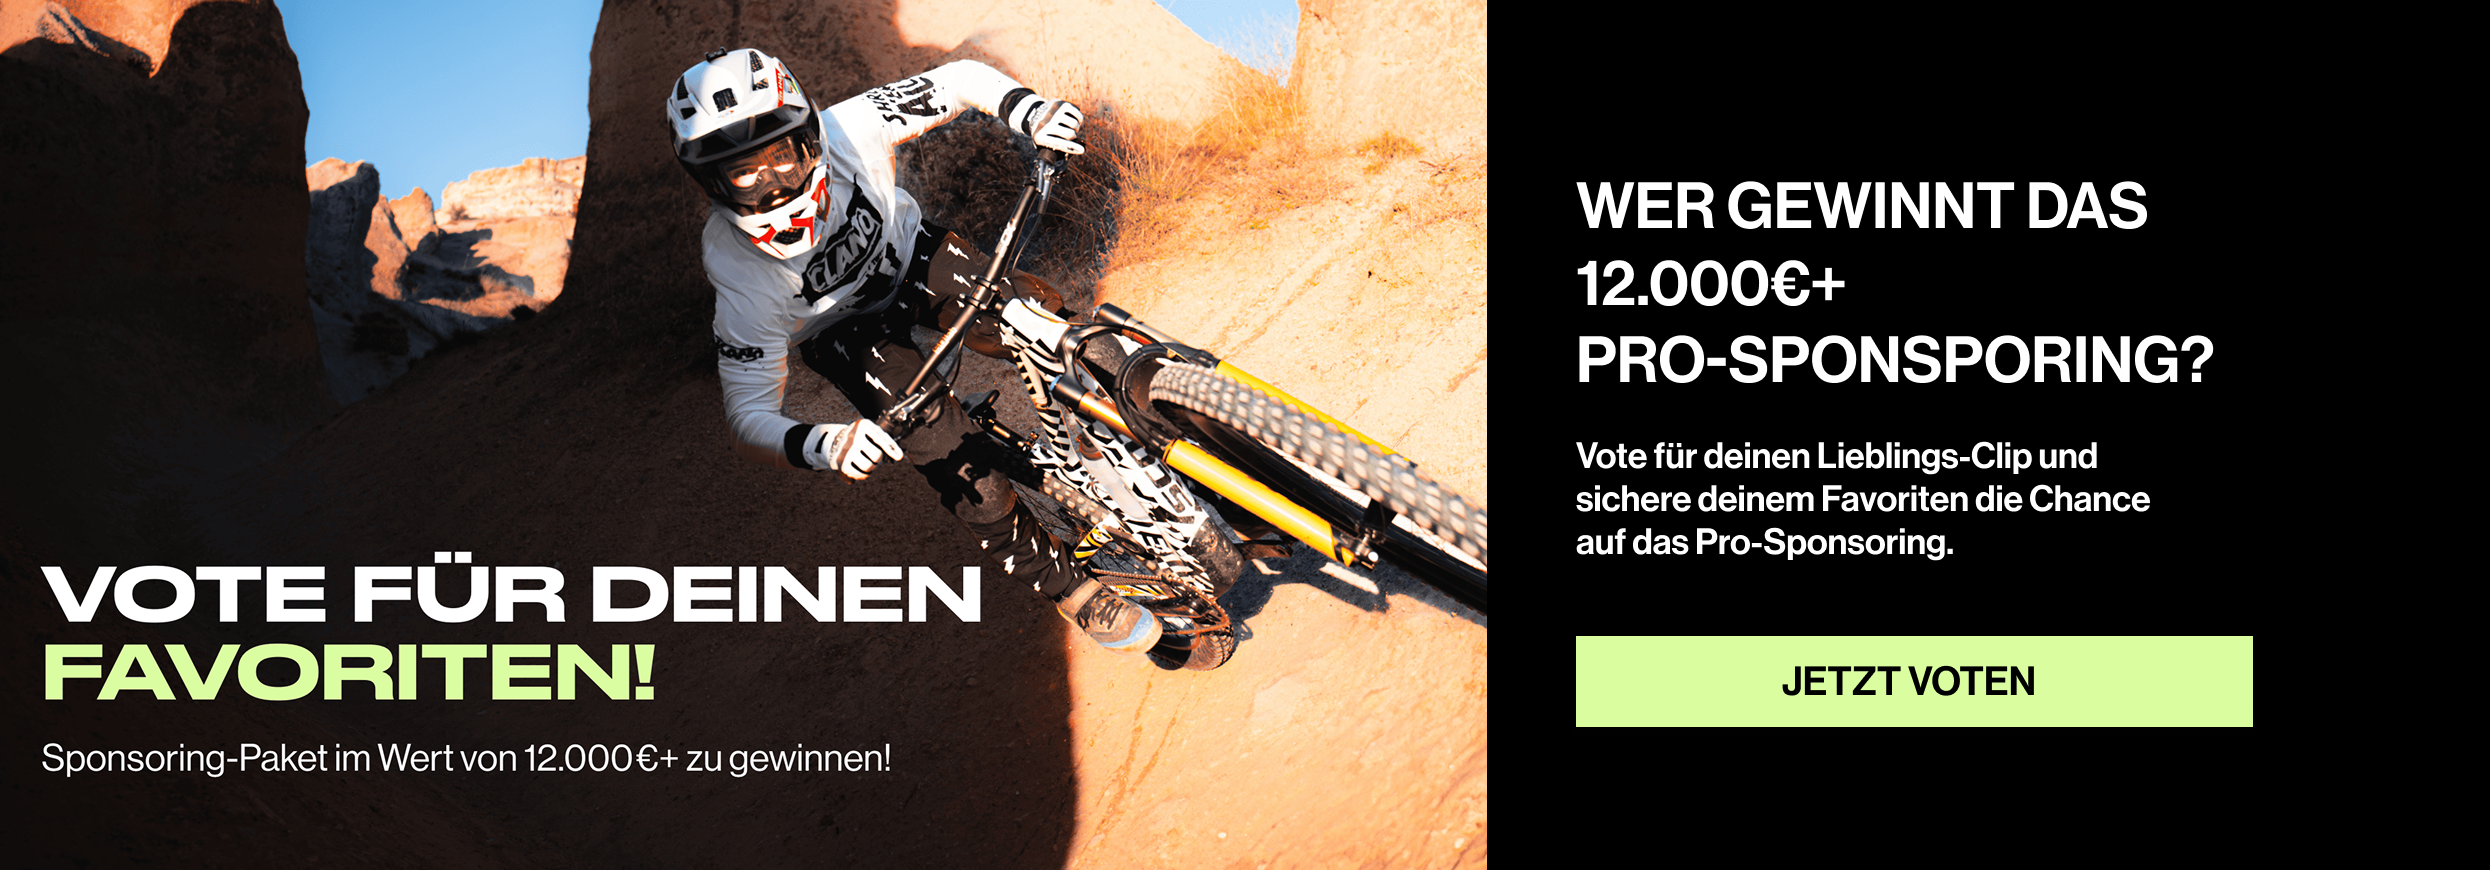 VOTE FÜR DEINEN
FAVORITEN!
Sponsoring-Paket im Wert von 12.000€+ zu gewinnen!
WER GEWINNT DAS
12.000€+
PRO-SPONSPORING?
Vote für deinen Lieblings-Clip und
sichere deinem Favoriten die Chance
auf das Pro-Sponsoring.
JETZT VOTEN